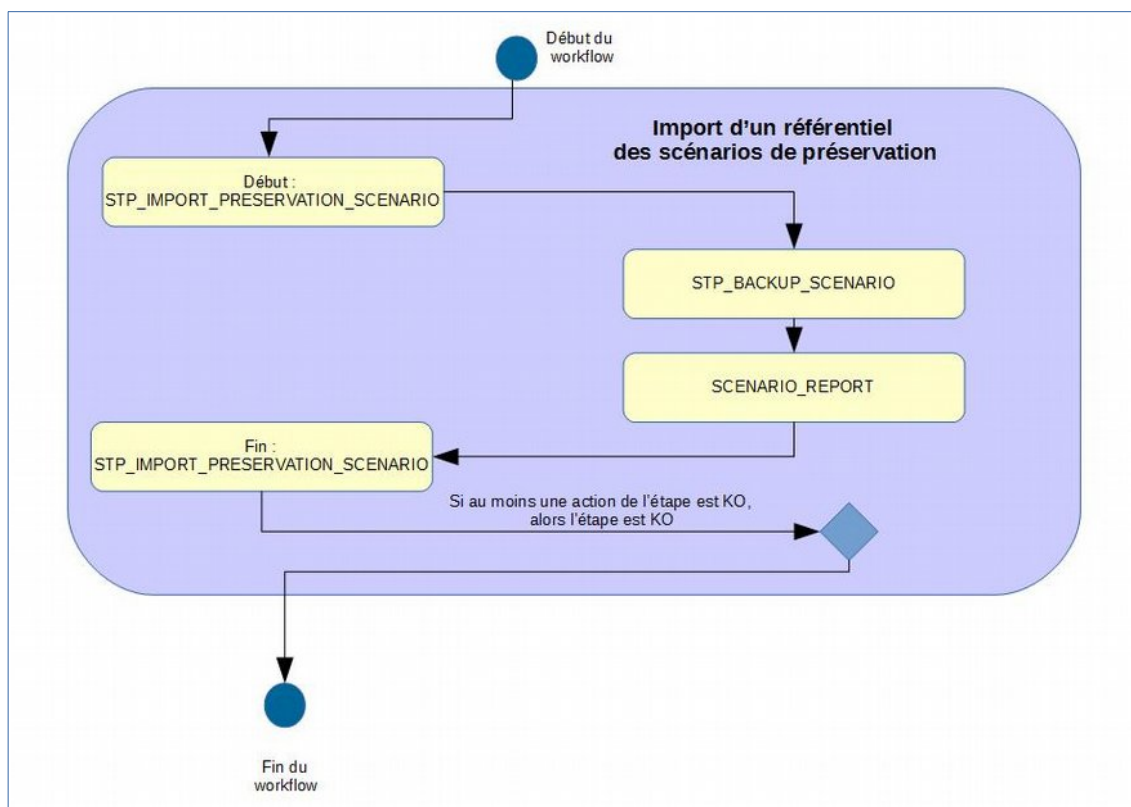 Début du
workflow
Import d’un référentiel
des scénarios de préservation
Début :
STP_IMPORT_PRESERVATION_SCENARIO
STP_BACKUP_SCENARIO
SCENARIO_REPORT
Fin :
STP_IMPORT_PRESERVATION_SCENARIO
Si au moins une action de l’étape est KO,
alors l’étape est KO
Fin du
workflow